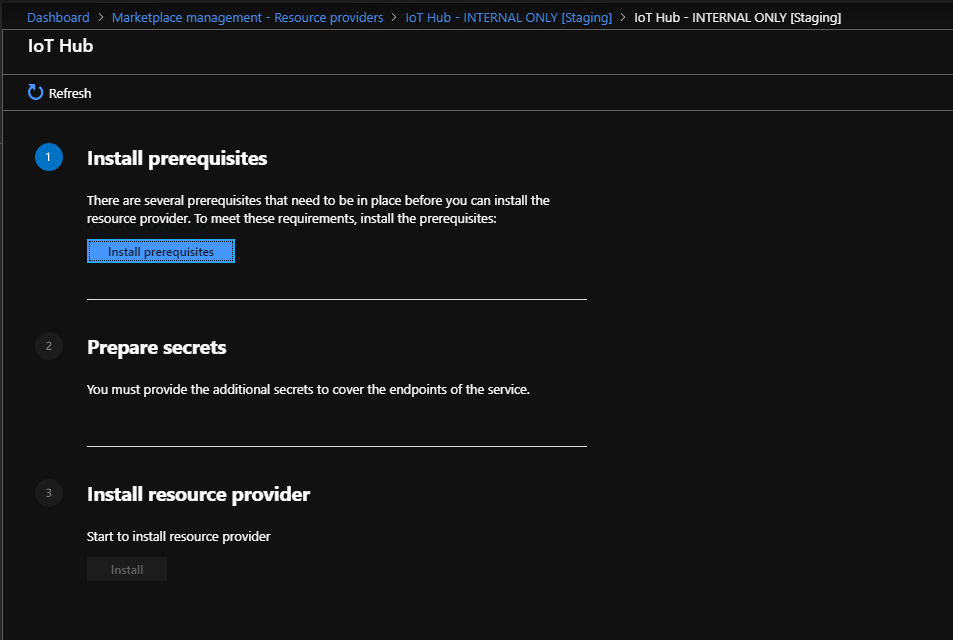 Dashboard > Marketplace management - Resource providers > IoT Hub - INTERNAL ONLY [Staging] > IoT Hub - INTERNAL ONLY [Staging]
IoT Hub
Refresh
1 Install prerequisites
There are several prerequisites that need to be in place before you can install the
resource provider. To meet these requirements, install the prerequisites:
Install prerequisites
2 Prepare secrets
You must provide the additional secrets to cover the endpoints of the service.
3 Install resource provider
Start to install resource provider
Install